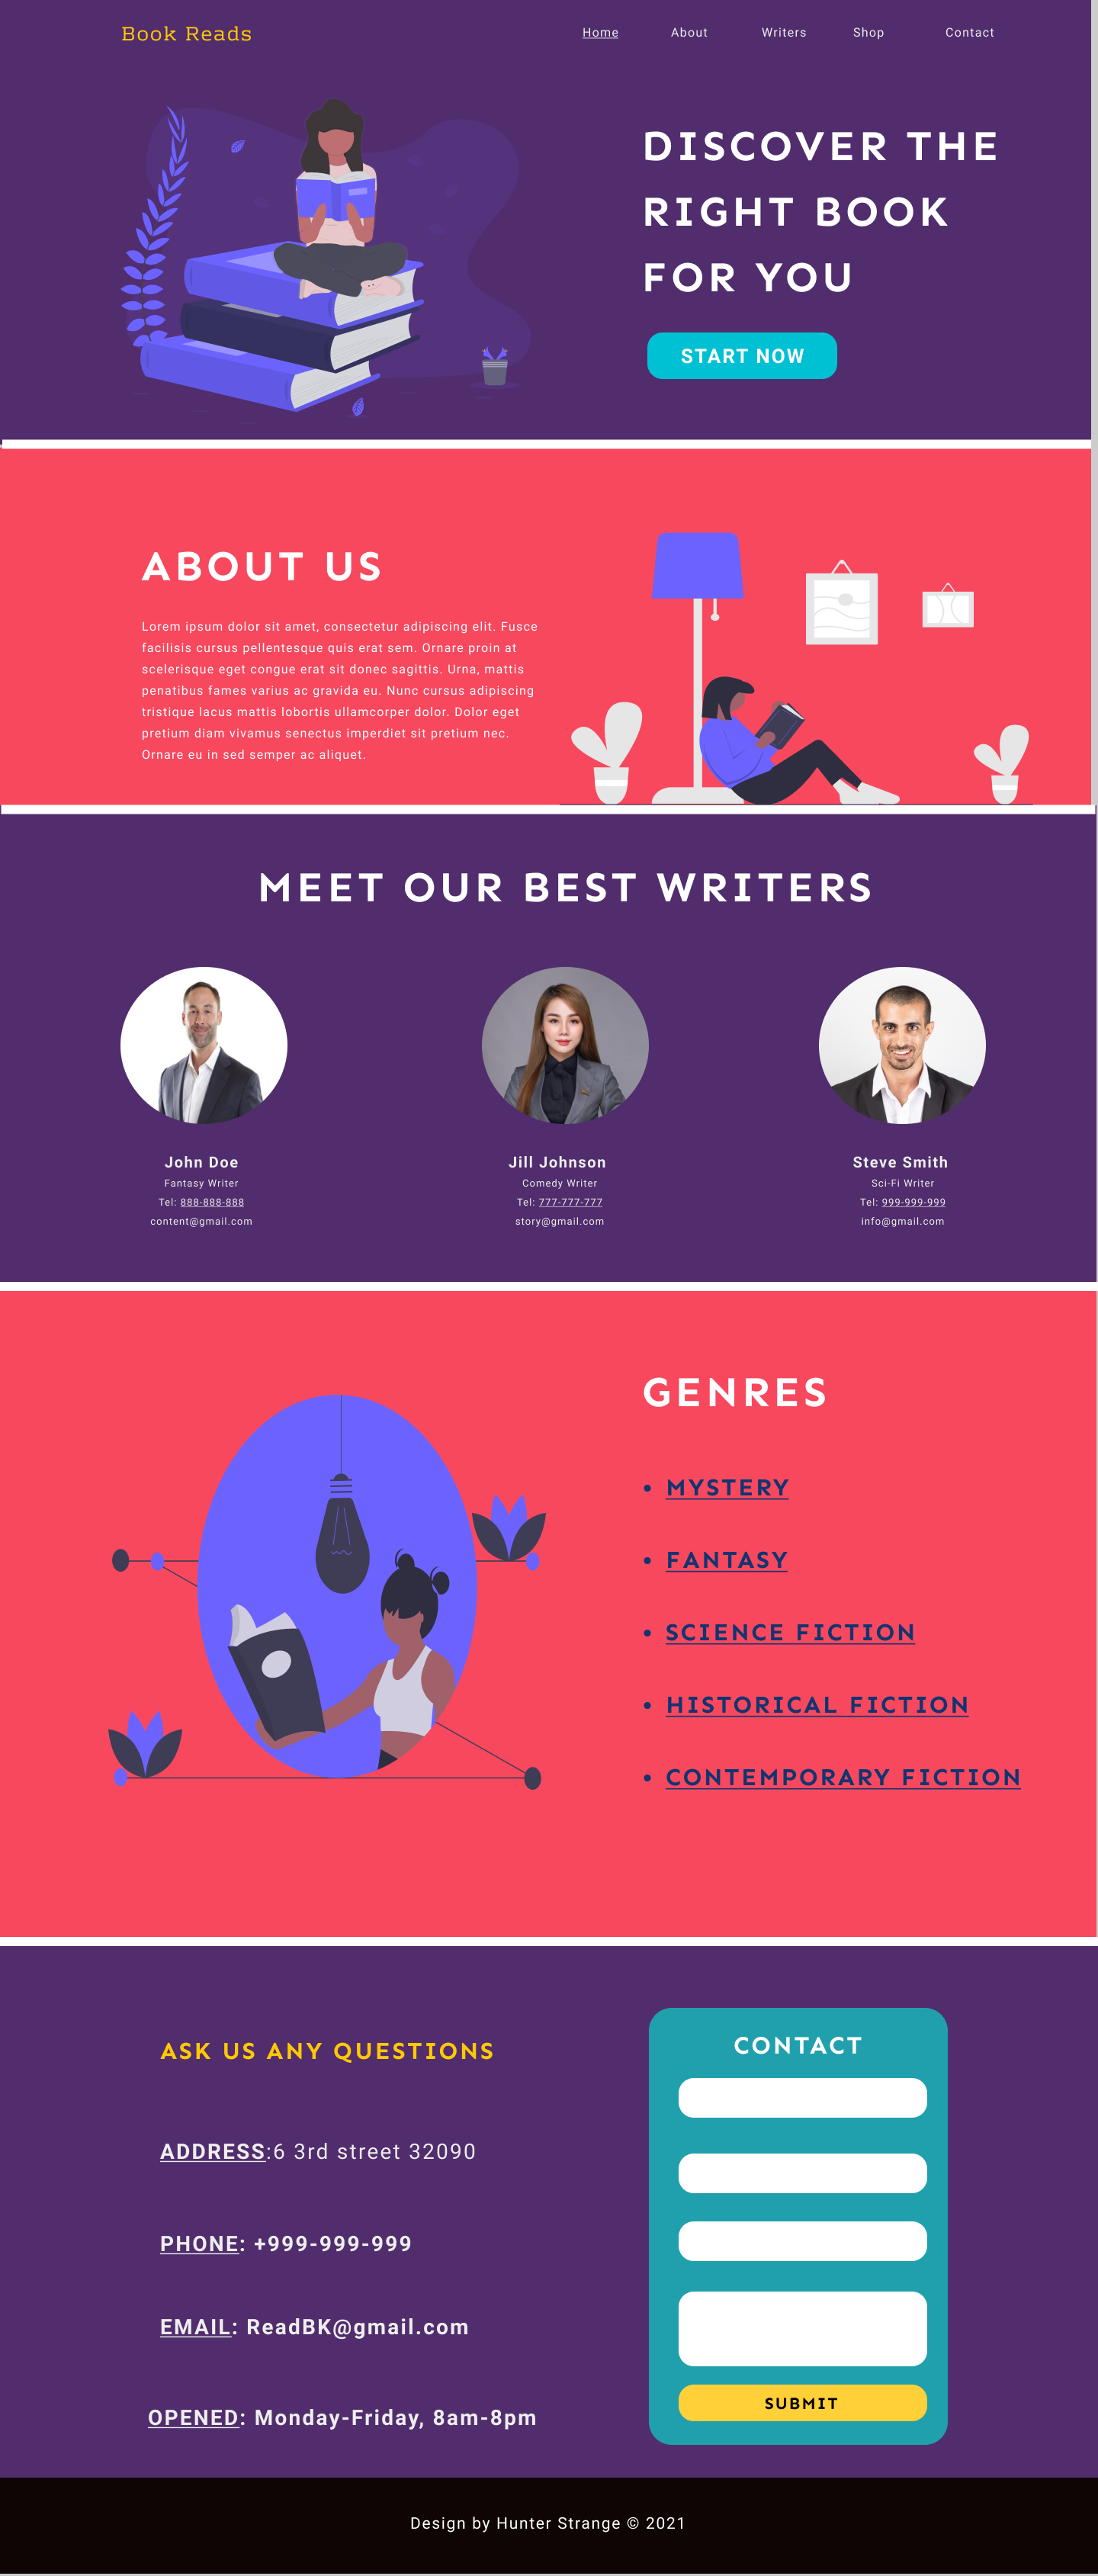 Book Reads
Home About Writers Shop Contact
DISCOVER THE
RIGHT BOOK
FOR YOU
START NOW
ABOUT US
Lorem ipsum dolor sit amet, consectetur adipiscing elit. Fusce
facilisis cursus pellentesque quis erat sem. Ornare proin at
scelerisque eget congue erat sit donec sagittis. Urna, mattis
penatibus fames varius ac gravida eu. Nunc cursus adipiscing
tristique lacus mattis lobortis ullamcorper dolor. Dolor eget
pretium diam vivamus senectus imperdiet sit pretium nec.
Ornare eu in sed semper ac aliquet.
MEET OUR BEST WRITERS
John Doe
Fantasy Writer
Tel: 888-888-888
content@gmail.com
Jill Johnson
Comedy Writer
Tel: 777-777-777
story@gmail.com
Steve Smith
Sci-Fi Writer
Tel: 999-999-999
info@gmail.com
GENRES
• MYSTERY
• FANTASY
• SCIENCE FICTION
• HISTORICAL FICTION
• CONTEMPORARY FICTION
ASK US ANY QUESTIONS
ADDRESS:6 3rd street 32090
PHONE: +999-999-999
EMAIL: ReadBK@gmail.com
OPENED: Monday-Friday, 8am-8pm
CONTACT
SUBMIT
Design by Hunter Strange © 2021